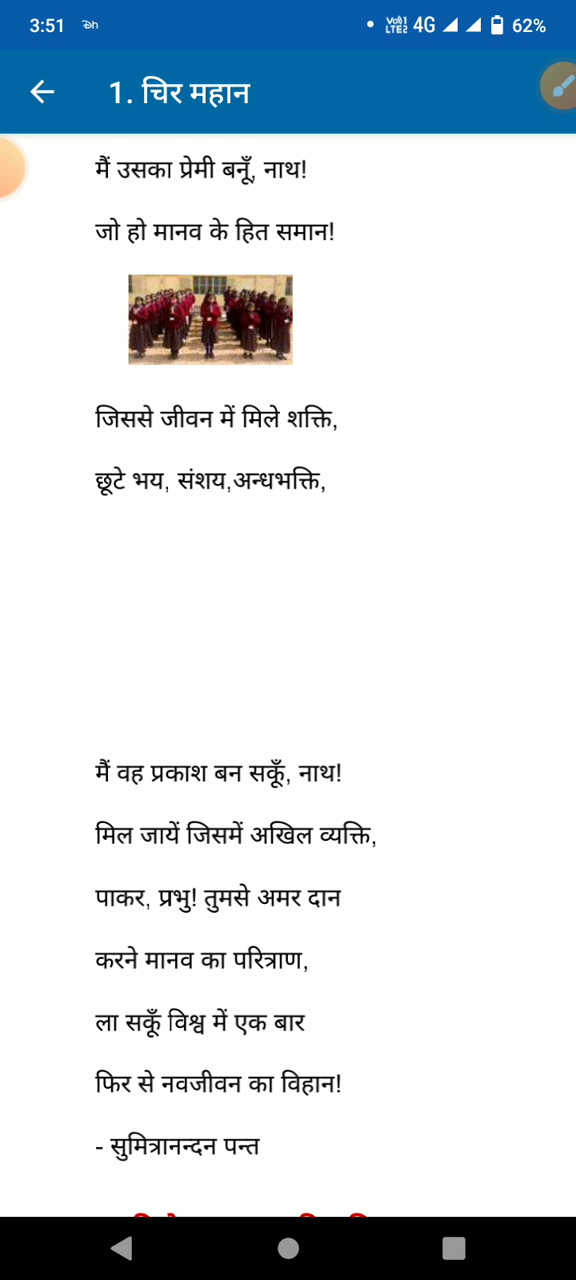 3:51
4G
62%
1. चिर महान
मैं उसका प्रेमी बनूँ, नाथ!
जो हो मानव के हित समान!
जिससे जीवन में मिले शक्ति,
छूटे भय, संशय,अन्धभक्ति,
मैं वह प्रकाश बन सकूँ, नाथ!
मिल जायें जिसमें अखिल व्यक्ति,
पाकर, प्रभु! तुमसे अमर दान
करने मानव का परित्राण,
ला सकूँ विश्व में एक बार
फिर से नवजीवन का विहान!
- सुमित्रानन्दन पन्त